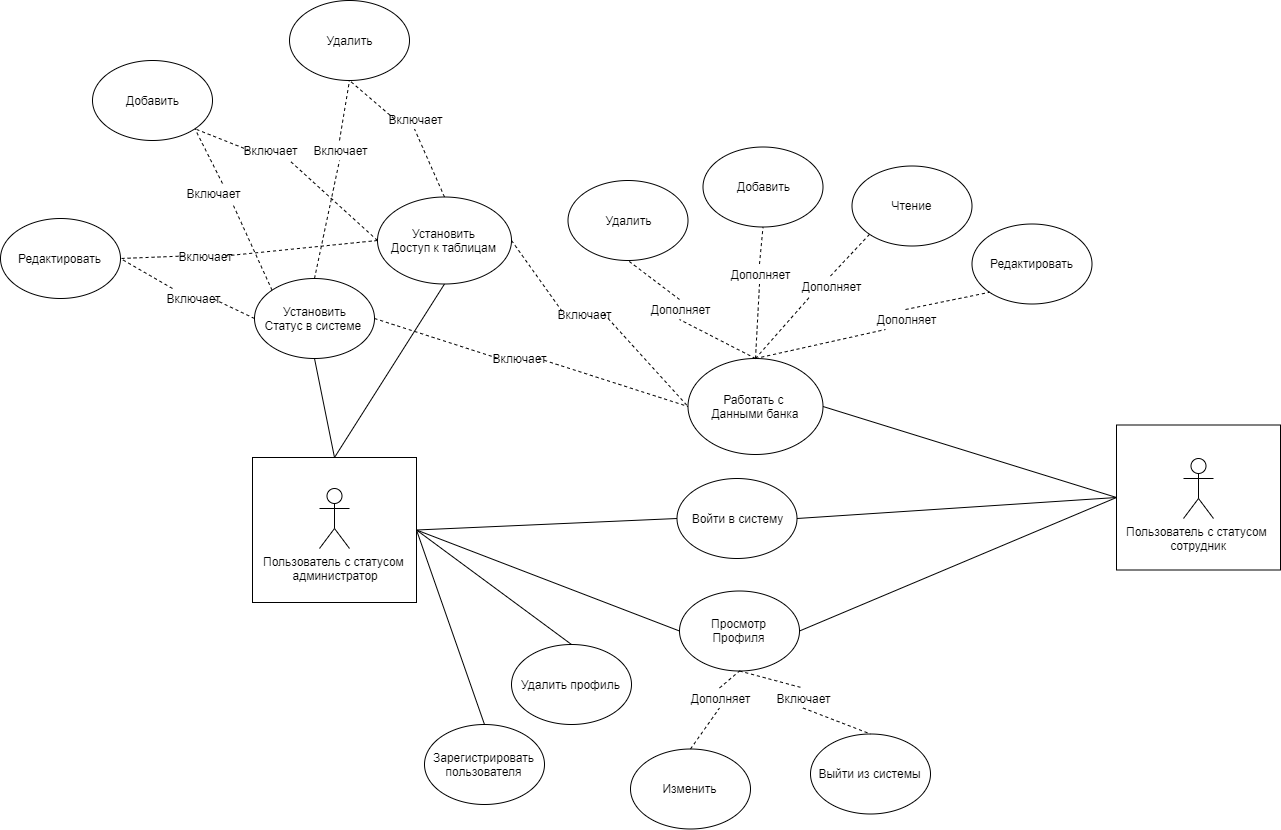 Удалить
Добавить
Включает
Включает
Включает
Включает
Редактировать
Включает
Включает
Установить
Доступ к таблицам
Установить
Статус в системе
Удалить
Добавить
Чтение
Редактировать
Дополняет
Дополняет
Дополняет
Дополняет
Включает
Включает
Работать с
Данными банка
Войти в систему
Пользователь с статусом
сотрудник
Пользователь с статусом
администратор
Просмотр
Профиля
Удалить профиль
Дополняет
Включает
Зарегистрировать
пользователя
Изменить
Выйти из системы